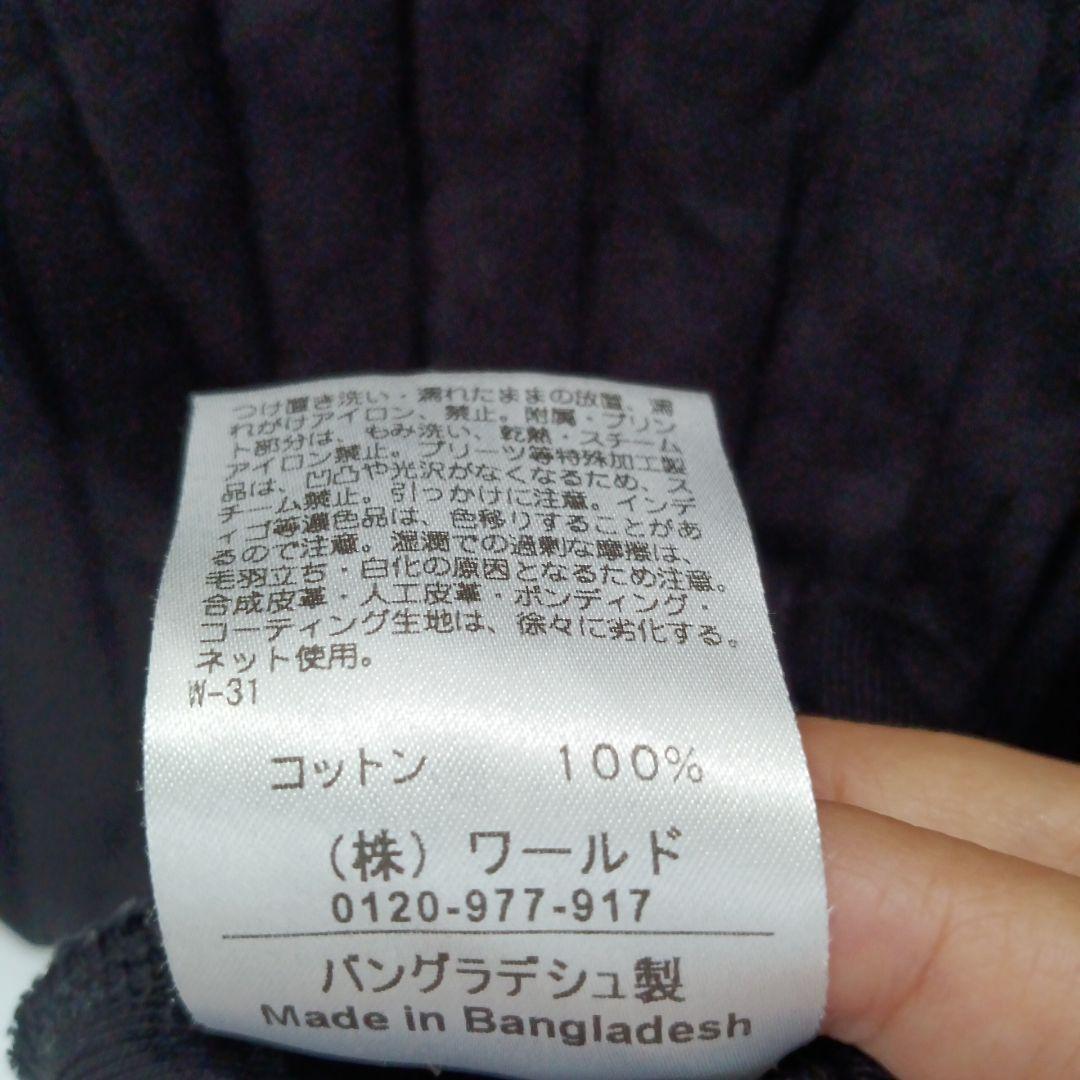 つけ置き洗い・濡れたままの放置、濡
れがけアイロン、禁止。附属・プリン
ト部分は、もみ洗い、乾熱・スチーム
アイロン禁止。プリーツ等特殊加工製
品は、凹凸や光沢がなくなるため、ス
チーム禁止。引っかけに注意。インデ
ィゴ等濃色品は、色移りすることがあ
るので注意。湿潤での過剰な摩擦は、
毛羽立ち・白化の原因となるため注意。
合成皮革・人工皮革・ボンディング・
コーティング生地は、徐々に劣化する。
ネット使用。
W-31
コットン 100%
(株) ワールド
0120-977-917
バングラデシュ製
Made in Bangladesh